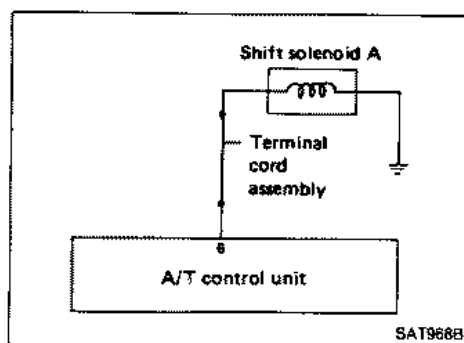 Shift solenoid A
Terminal
cord
assembly
6
A/T control unit
SAT968B